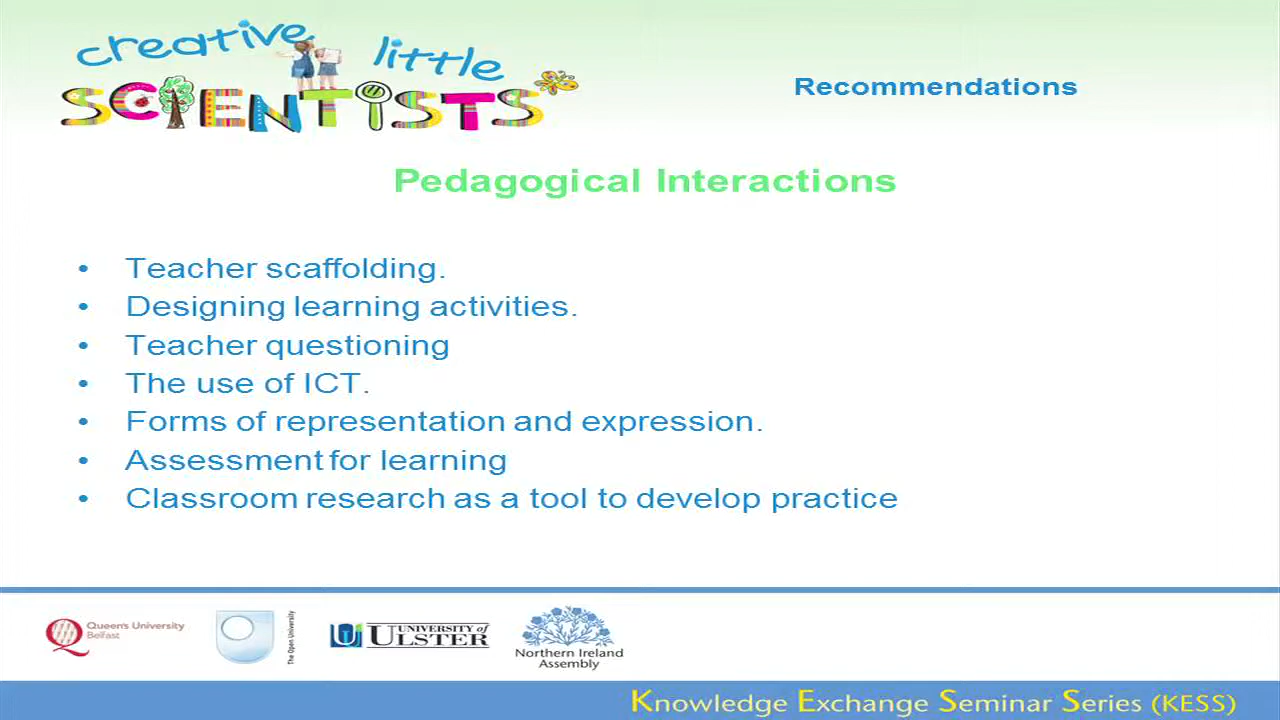 creative little
SCIENTISTS
Recommendations
Pedagogical Interactions
• Teacher scaffolding.
• Designing learning activities.
• Teacher questioning
• The use of ICT.
• Forms of representation and expression.
• Assessment for learning
• Classroom research as a tool to develop practice
Queen's University
Belfast
The Open University
UNIVERSITY of
ULSTER
Northern Ireland
Assembly
Knowledge Exchange Seminar Series (KESS)